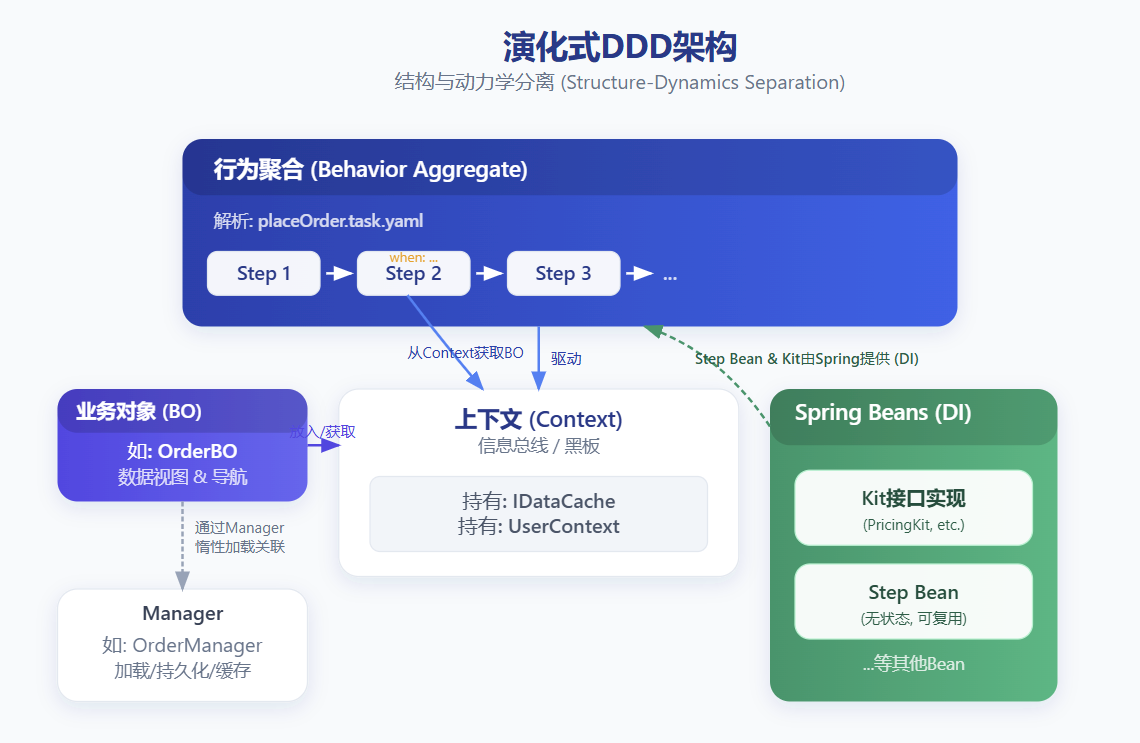 演化式DDD架构
结构与动力学分离 (Structure-Dynamics Separation)
行为聚合 (Behavior Aggregate)
解析: placeOrder.task.yaml
Step 1
when: ...
Step 2
Step 3
...
从Context获取BO
驱动
Step Bean & Kit由Spring提供 (DI)
业务对象 (BO)
如: OrderBO
数据视图 & 导航
放入/获取
上下文 (Context)
信息总线 / 黑板
持有: IDataCache
持有: UserContext
通过Manager
惰性加载关联
Manager
如: OrderManager
加载/持久化/缓存
Spring Beans (DI)
Kit接口实现
(PricingKit, etc.)
Step Bean
(无状态, 可复用)
...等其他Bean